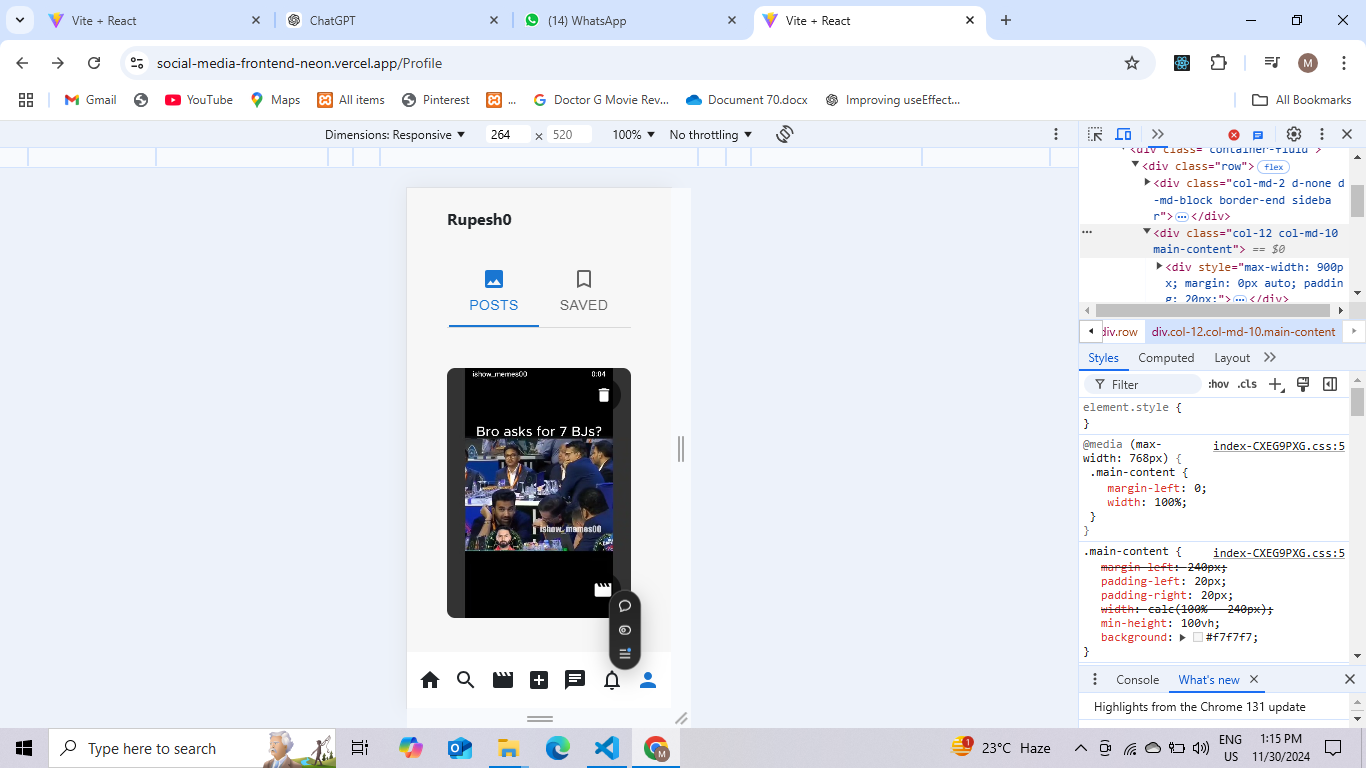 Vite + React
ChatGPT
(14) WhatsApp
Vite + React
social-media-frontend-neon.vercel.app/Profile
M
Gmail
YouTube
Maps
All items
Pinterest
...
Doctor G Movie Rev...
Document 70.docx
Improving useEffect...
All Bookmarks
Dimensions: Responsive
264
×
520
100%
No throttling
Rupesh0
POSTS
SAVED
ishow_memes00
0:04
Bro asks for 7 BJs?
ishow_memes00
<div class="container-fluid">
<div class="row">
flex
<div class="col-md-2 d-none d
-md-block border-end sideba
r"> … </div>
<div class="col-12 col-md-10
main-content"> == $0
<div style="max-width: 900p
x; margin: 0px auto; paddin
g: 20px;"> … </div>
div.row
div.col-12.col-md-10.main-content
Styles
Computed
Layout
Filter
:hov
.cls
element.style {
}
@media (max-
width: 768px) {
index-CXEG9PXG.css:5
.main-content {
margin-left: 0;
width: 100%;
}
}
.main-content {
index-CXEG9PXG.css:5
margin-left: 240px;
padding-left: 20px;
padding-right: 20px;
width: calc(100% - 240px);
min-height: 100vh;
background: #f7f7f7;
}
Console
What's new
Highlights from the Chrome 131 update
Type here to search
M
1
23°C Haze
ENG
US
1:15 PM
11/30/2024